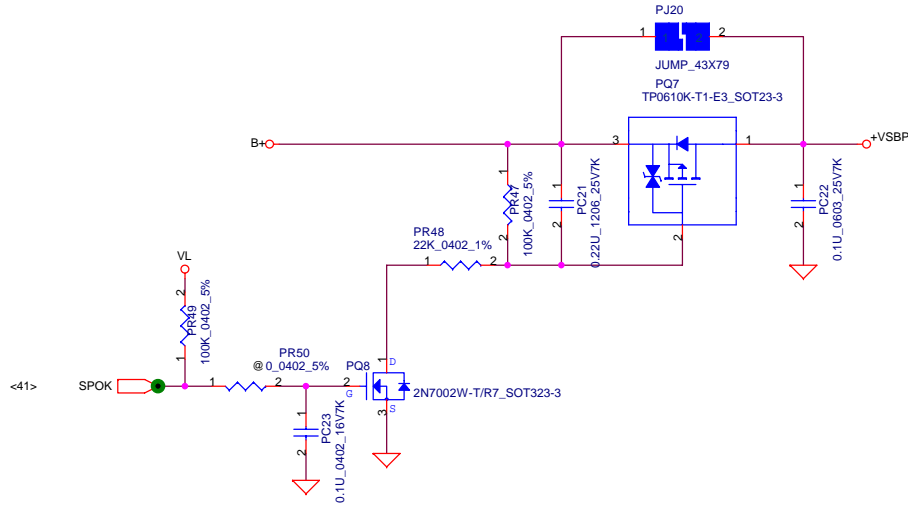 PJ20
1
1
2
2
JUMP_43X79
PQ7
TP0610K-T1-E3_SOT23-3
B+
3
1
+VSBP
2
1
2
PR47
100K_0402_5%
1
2
PC21
0.22U_1206_25V7K
1
2
PC22
0.1U_0603_25V7K
PR48
22K_0402_1%
1
2
VL
2
1
PR49
100K_0402_5%
<41>
SPOK
PR50
@ 0_0402_5%
1
2
PQ8
2
G
1
D
3
S
2N7002W-T/R7_SOT323-3
1
2
PC23
0.1U_0402_16V7K